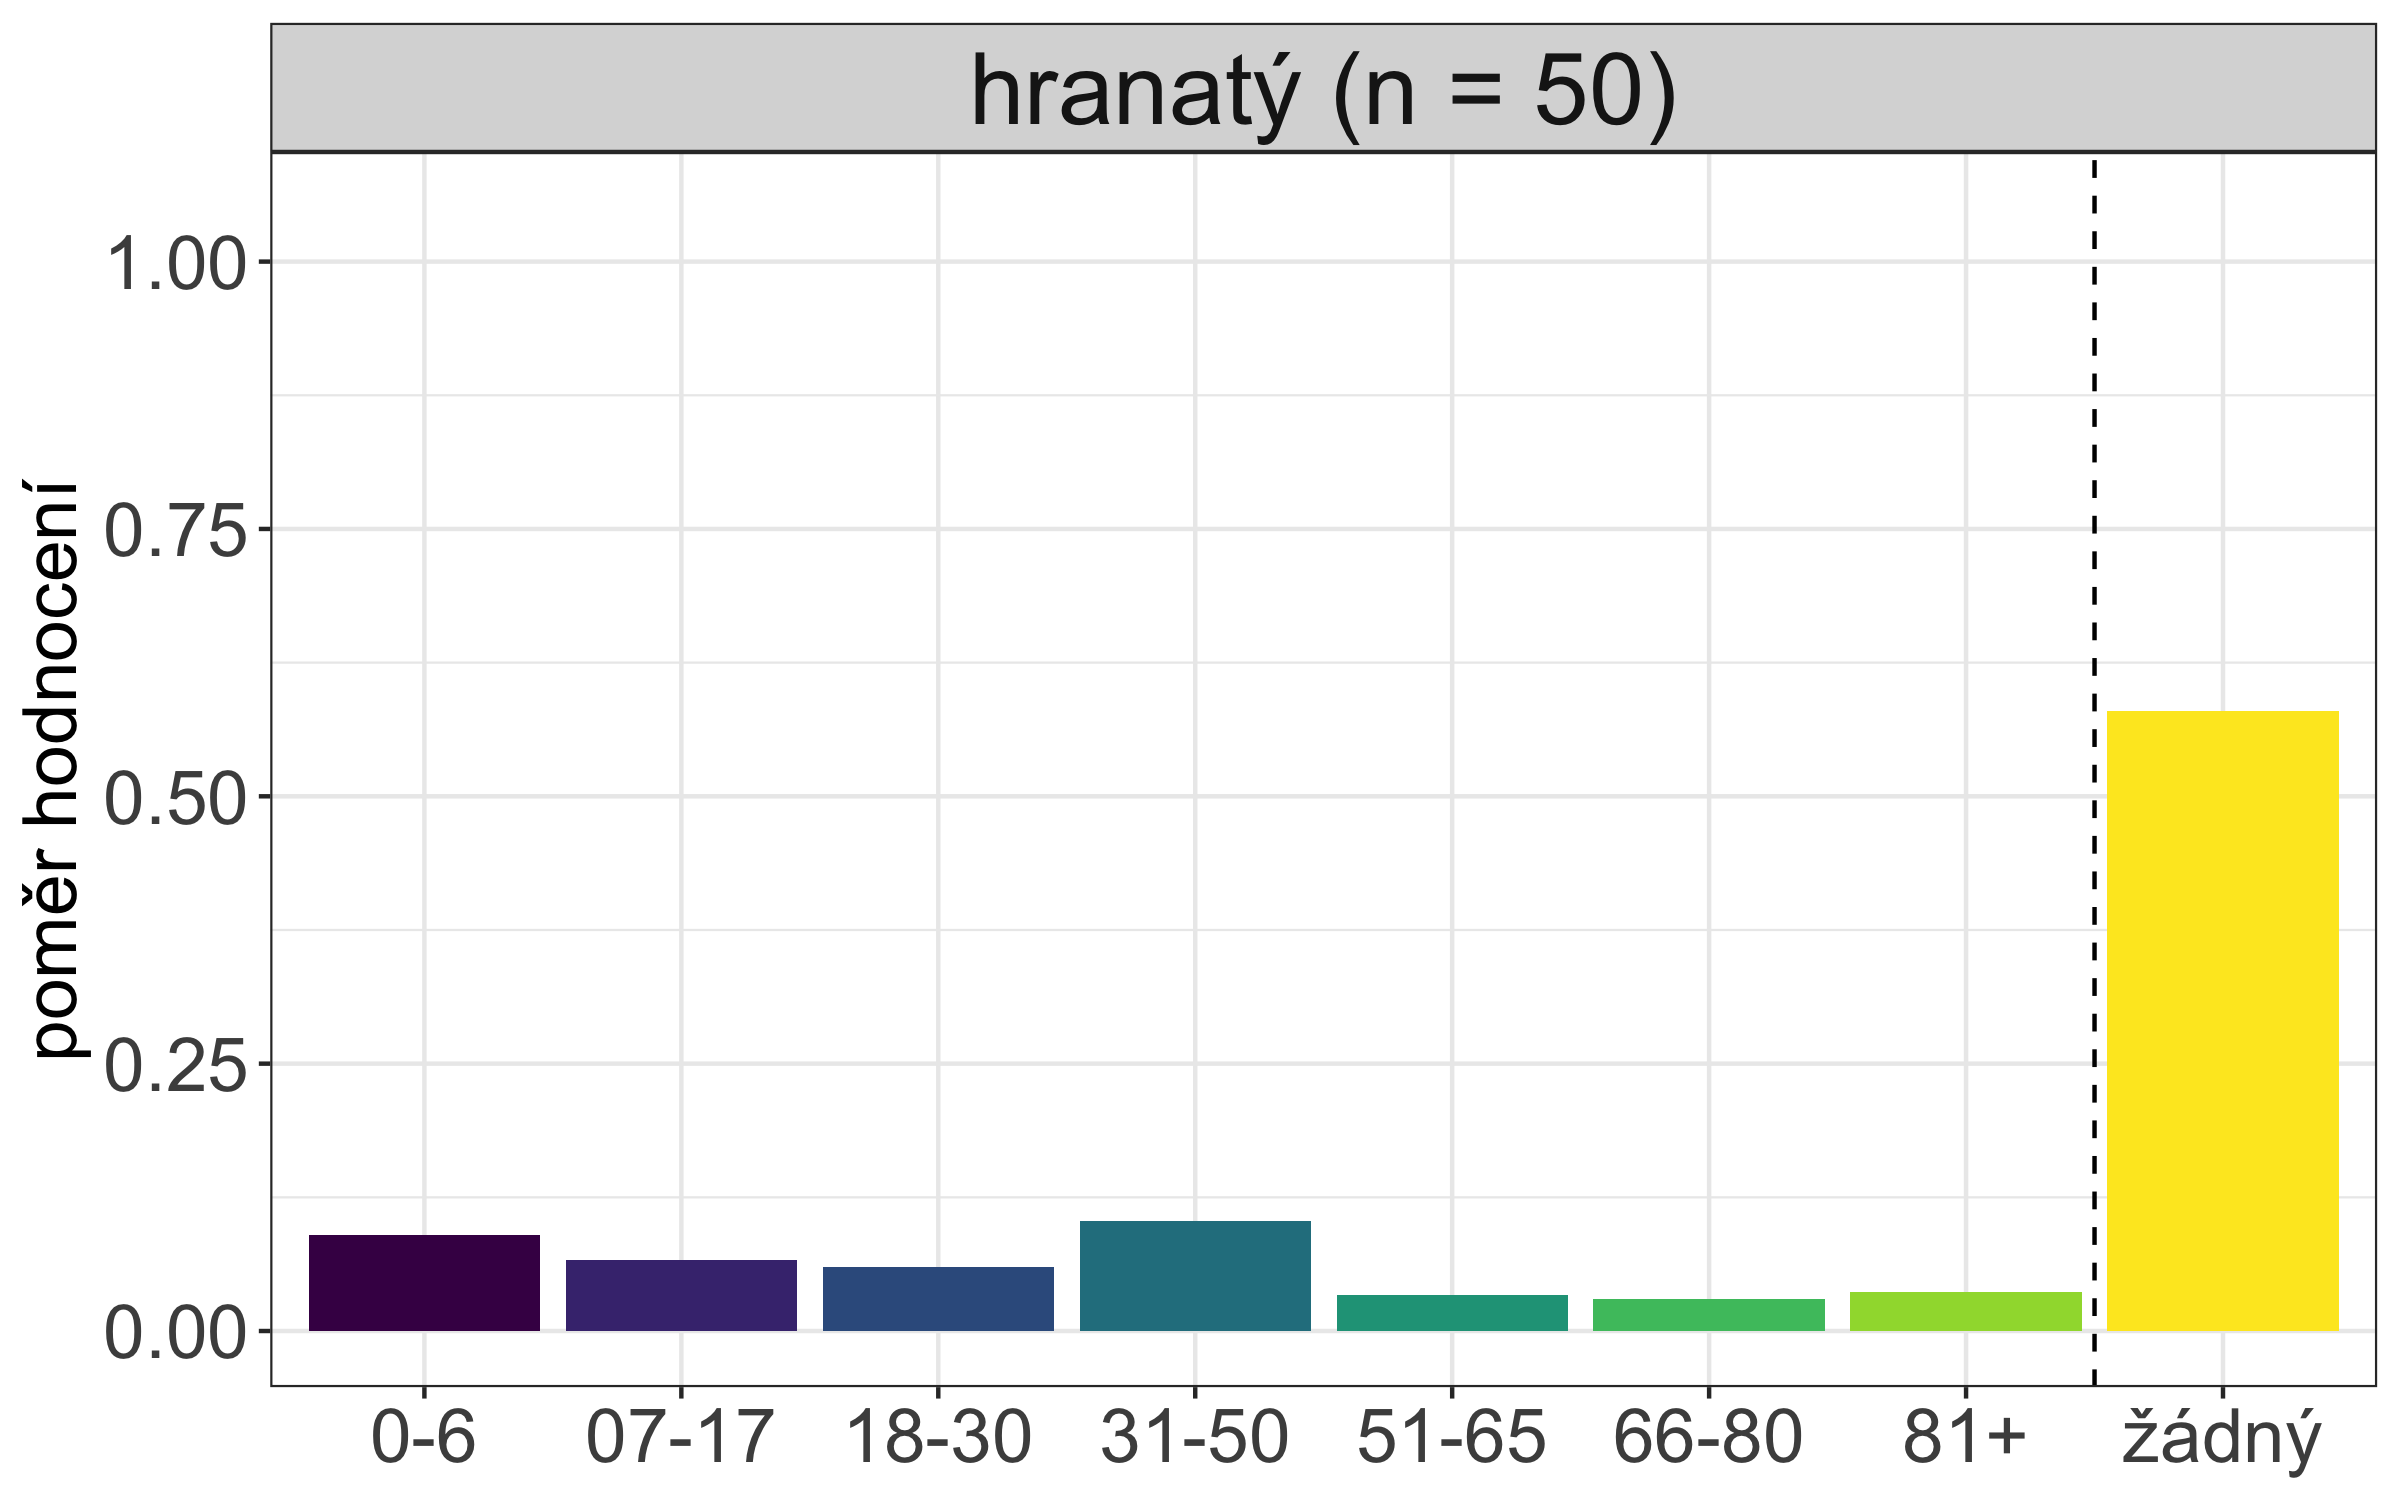 hranatý (n = 50)
poměr hodnocení
1.00
0.75
0.50
0.25
0.00
0-6 07-17 18-30 31-50 51-65 66-80 81+ žádný